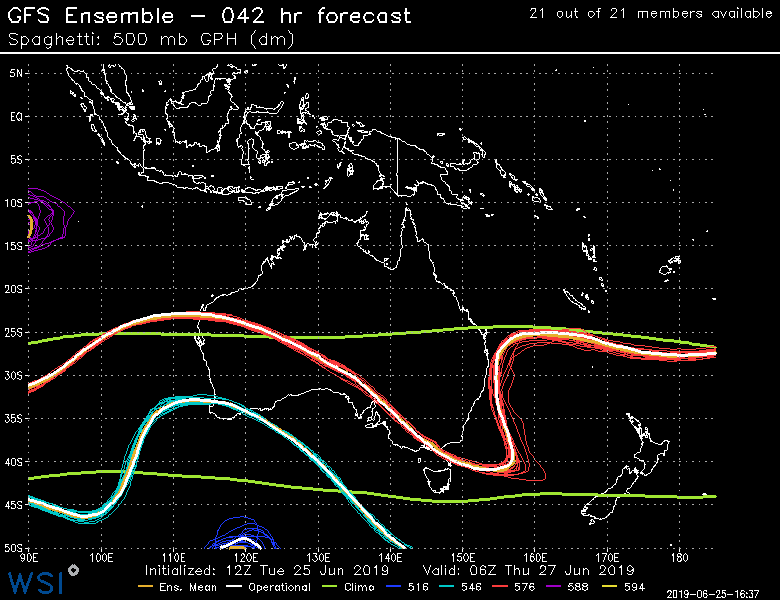 GFS Ensemble – 042 hr forecast
21 out of 21 members available
Spaghetti: 500 mb GPH (dm)
5N
EQ
5S
10S
15S
20S
25S
30S
35S
40S
45S
50S
90E 100E 110E 120E 130E 140E 150E 160E 170E 180
Initialized: 12Z Tue 25 Jun 2019 Valid: 06Z Thu 27 Jun 2019
WSI
Ens. Mean Operational Climo 516 546 576 588 594
2019-06-25-16:37